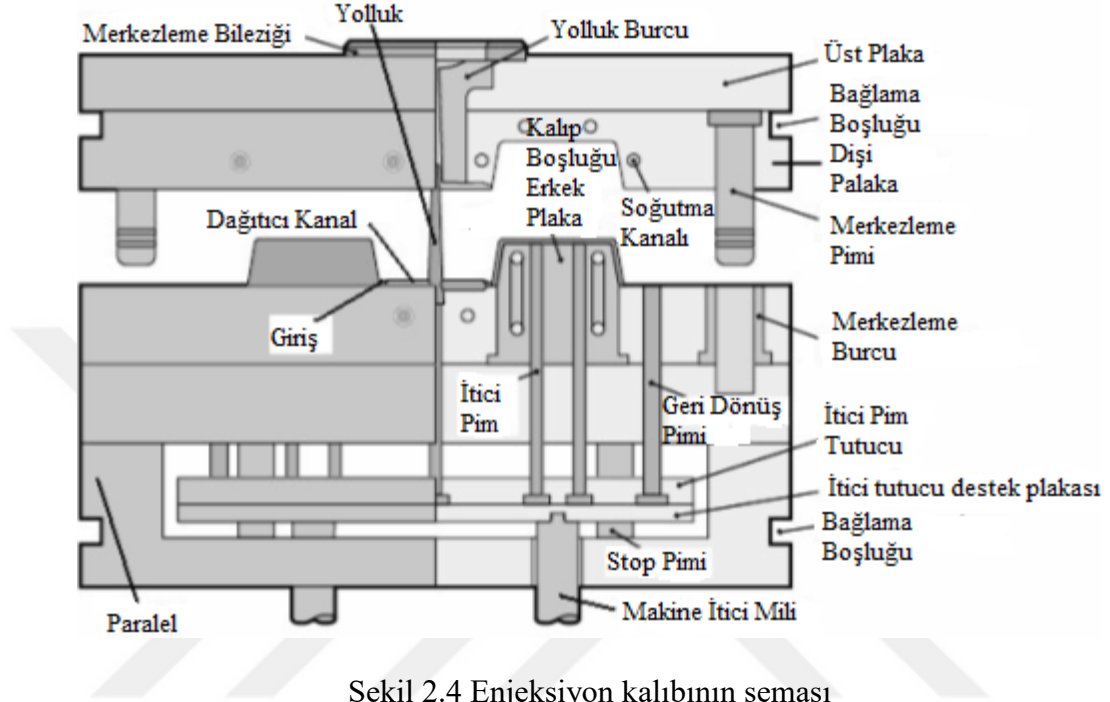 Yolluk
Merkezleme Bileziği
Yolluk Burcu
Üst Plaka
Bağlama
Boşluğu
Dişi
Palaka
Kalıp
Boşluğu
Erkek
Plaka
Soğutma
Kanalı
Merkezleme
Pimi
Dağıtıcı Kanal
Giriş
Merkezleme
Burcu
İtici
Pim
Geri Dönüş
Pimi
İtici Pim
Tutucu
İtici tutucu destek plakası
Bağlama
Boşluğu
Stop Pimi
Makine İtici Mili
Paralel
Şekil 2.4 Enjeksiyon kalıbının şeması